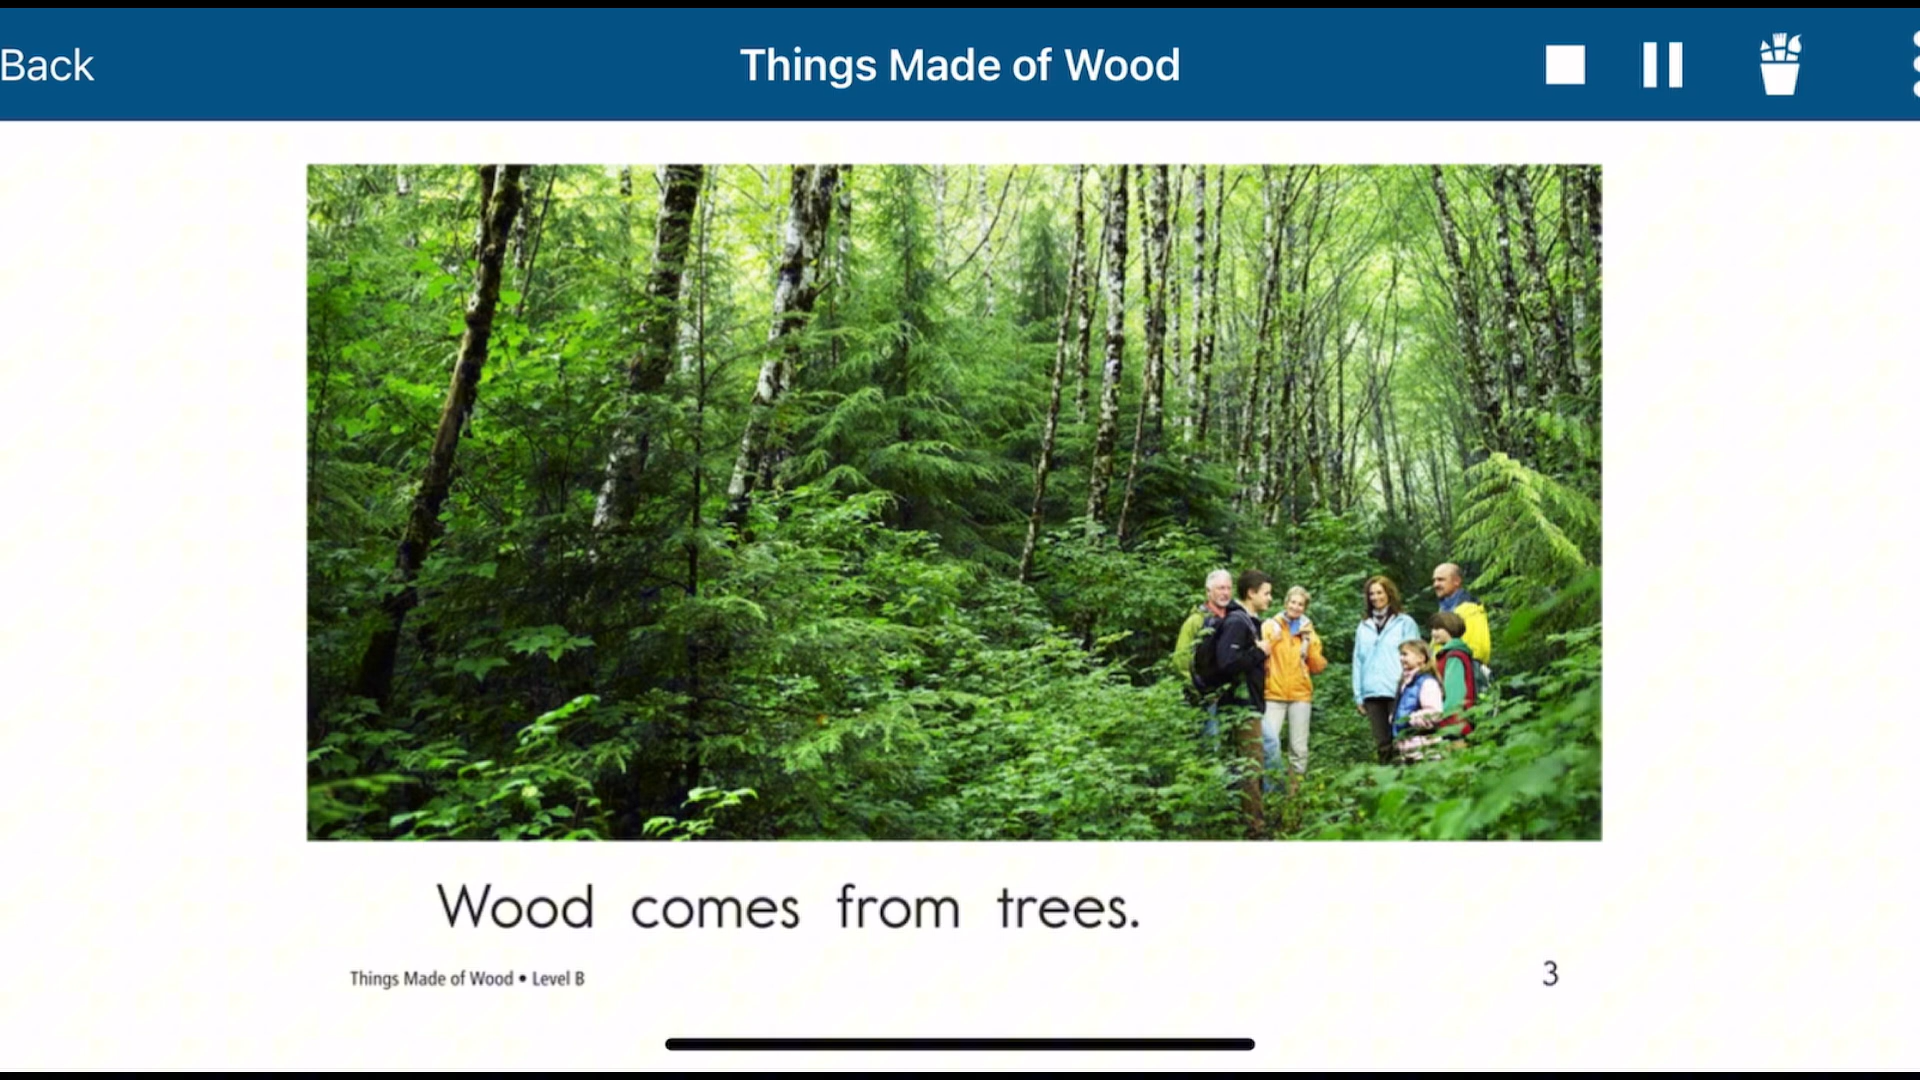 Back
Things Made of Wood
Wood comes from trees.
Things Made of Wood • Level B
3